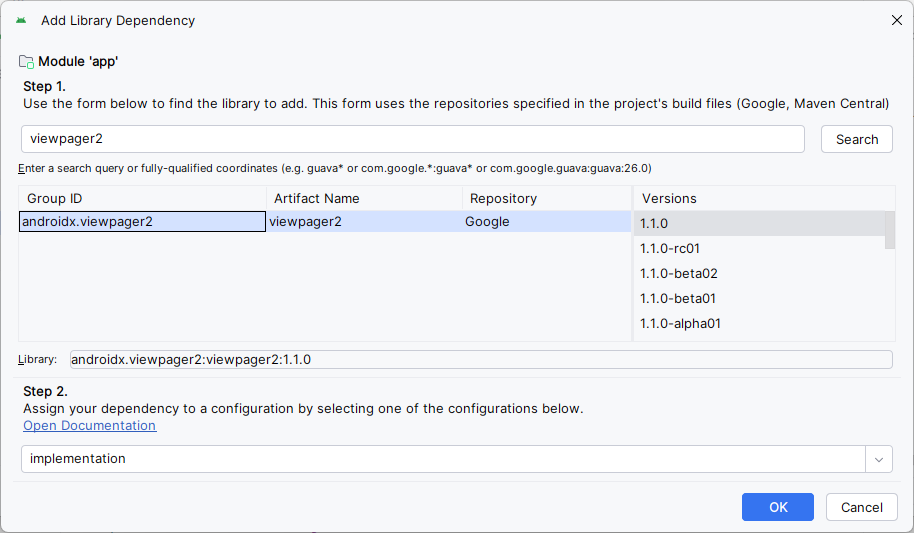 Add Library Dependency
Module 'app'
Step 1.
Use the form below to find the library to add. This form uses the repositories specified in the project's build files (Google, Maven Central)
viewpager2
Search
Enter a search query or fully-qualified coordinates (e.g. guava* or com.google.*:guava* or com.google.guava:guava:26.0)
Group ID Artifact Name Repository Versions
androidx.viewpager2 viewpager2 Google 1.1.0
1.1.0-rc01
1.1.0-beta02
1.1.0-beta01
1.1.0-alpha01
Library: androidx.viewpager2:viewpager2:1.1.0
Step 2.
Assign your dependency to a configuration by selecting one of the configurations below.
Open Documentation
implementation
OK Cancel